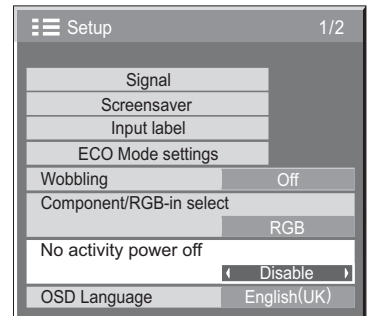 Setup 1/2
Signal
Screensaver
Input label
ECO Mode settings
Wobbling Off
Component/RGB-in select
RGB
No activity power off
Disable
OSD Language English(UK)